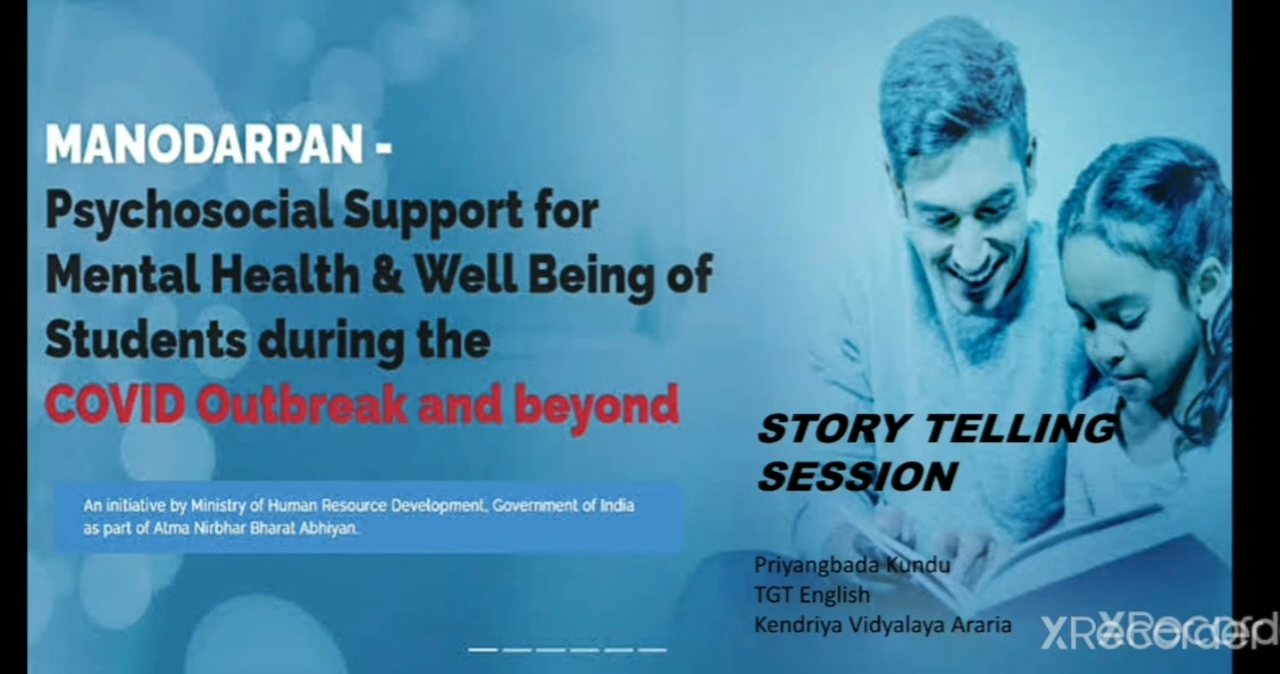 MANODARPAN -
Psychosocial Support for
Mental Health & Well Being of
Students during the
COVID Outbreak and beyond
An initiative by Ministry of Human Resource Development, Government of India
as part of Atma Nirbhar Bharat Abhiyan.
STORY TELLING
SESSION
Priyangbada Kundu
TGT English
Kendriya Vidyalaya Araria
XRecorder